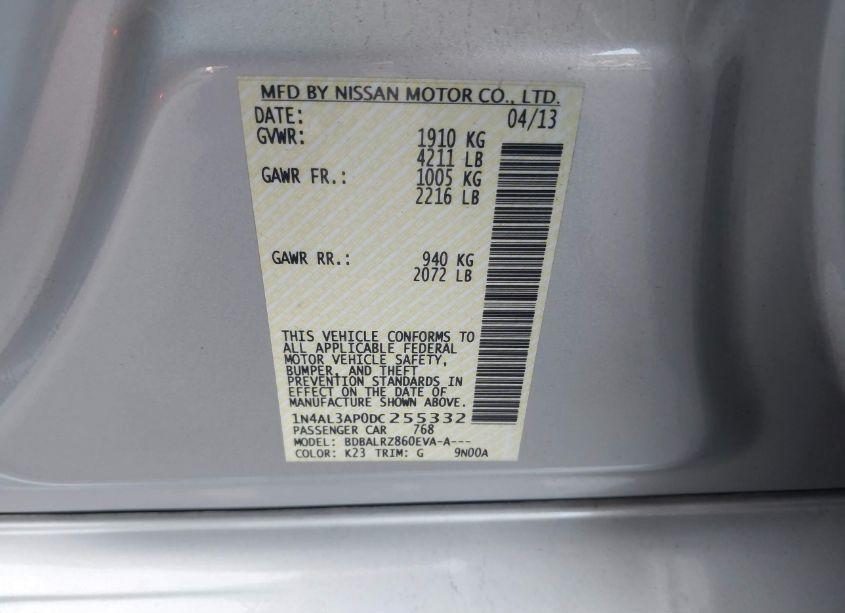 MFD BY NISSAN MOTOR CO., LTD.
DATE: 04/13
GVWR: 1910 KG
4211 LB
GAWR FR.: 1005 KG
2216 LB
GAWR RR.: 940 KG
2072 LB
THIS VEHICLE CONFORMS TO
ALL APPLICABLE FEDERAL
MOTOR VEHICLE SAFETY,
BUMPER, AND THEFT
PREVENTION STANDARDS IN
EFFECT ON THE DATE OF
MANUFACTURE SHOWN ABOVE.
1N4AL3AP0DC255332
PASSENGER CAR 768
MODEL: BDBALRZ860EVA-A---
COLOR: K23 TRIM: G 9N00A